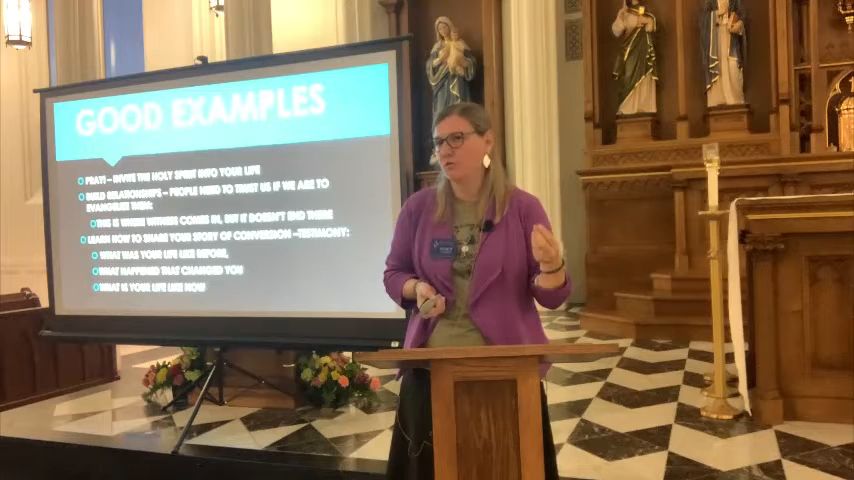 GOOD EXAMPLES
PRAY! – INVITE THE HOLY SPIRIT INTO YOUR LIFE
BUILD RELATIONSHIPS – PEOPLE NEED TO TRUST US IF WE ARE TO
EVANGELIZE THEM:
THIS IS WHERE WITNESS COMES IN, BUT IT DOESN'T END THERE
LEARN HOW TO SHARE YOUR STORY OF CONVERSION –TESTIMONY:
WHAT WAS YOUR LIFE LIKE BEFORE,
WHAT HAPPENED THAT CHANGED YOU
WHAT IS YOUR LIFE LIKE NOW